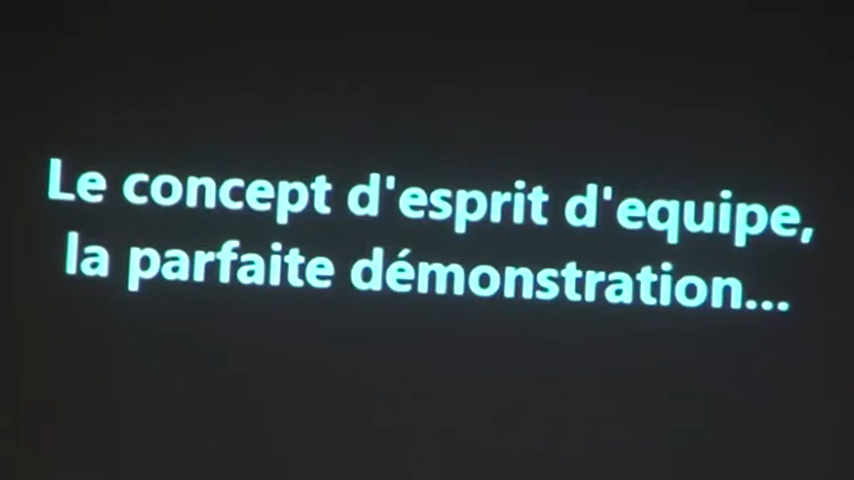 Le concept d'esprit d'equipe,
la parfaite démonstration...